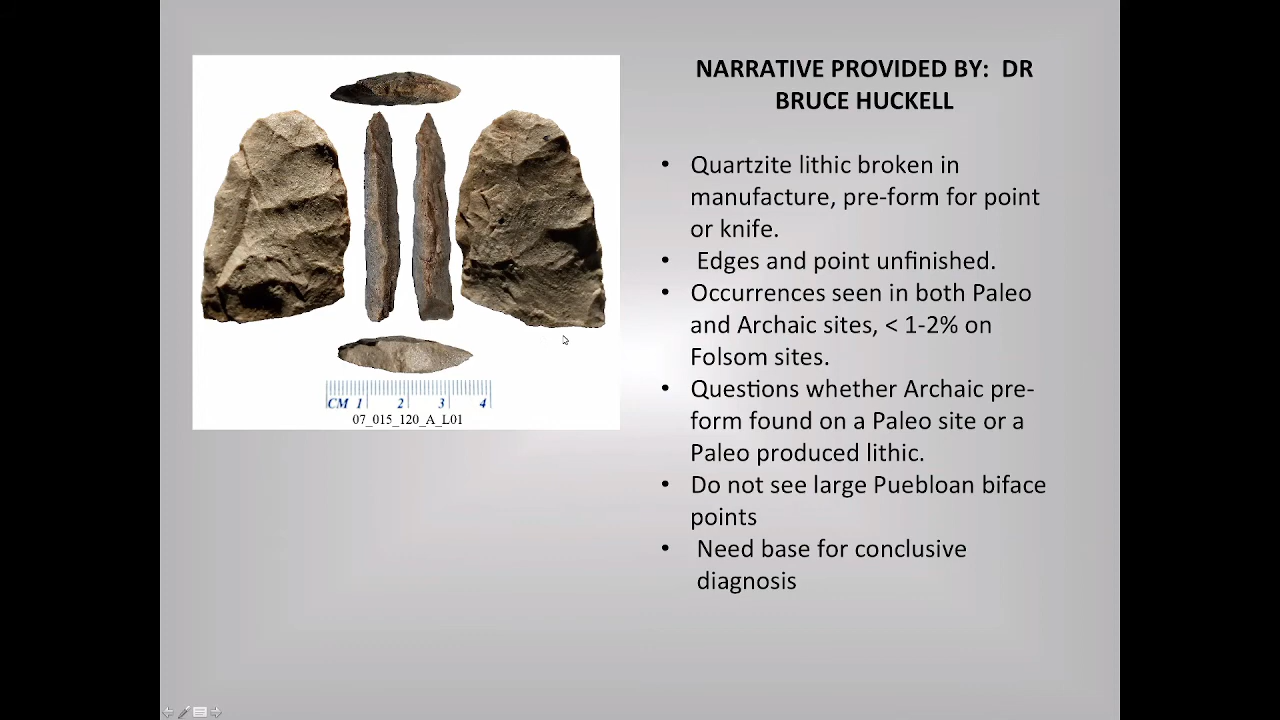 NARRATIVE PROVIDED BY:  DR
BRUCE HUCKELL
• Quartzite lithic broken in
manufacture, pre-form for point
or knife.
• Edges and point unfinished.
• Occurrences seen in both Paleo
and Archaic sites, < 1-2% on
Folsom sites.
• Questions whether Archaic pre-
form found on a Paleo site or a
Paleo produced lithic.
• Do not see large Puebloan biface
points
• Need base for conclusive
diagnosis
CM 1 2 3 4
07_015_120_A_L01